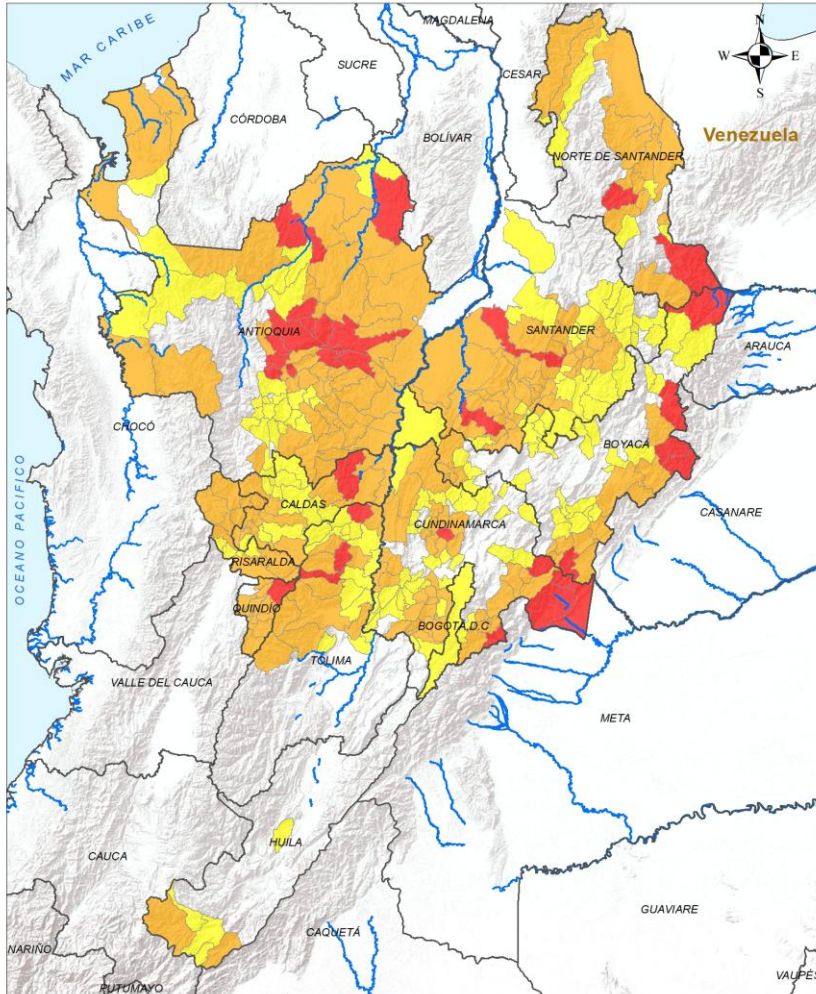 MAGDALENA
MAR CARIBE
N
SUCRE
CESAR
W
E
S
CÓRDOBA
BOLÍVAR
Venezuela
NORTE DE SANTANDER
ANTIOQUIA
SANTANDER
ARAUCA
CHOCÓ
BOYACÁ
OCEANO PACIFICO
CALDAS
CASANARE
CUNDINAMARCA
RISARALDA
QUINDÍO
BOGOTÁ,D.C
TOLIMA
VALLE DEL CAUCA
META
HUILA
CAUCA
GUAVIARE
CAQUETÁ
NARIÑO
VAUPÉS
PUTUMAYO